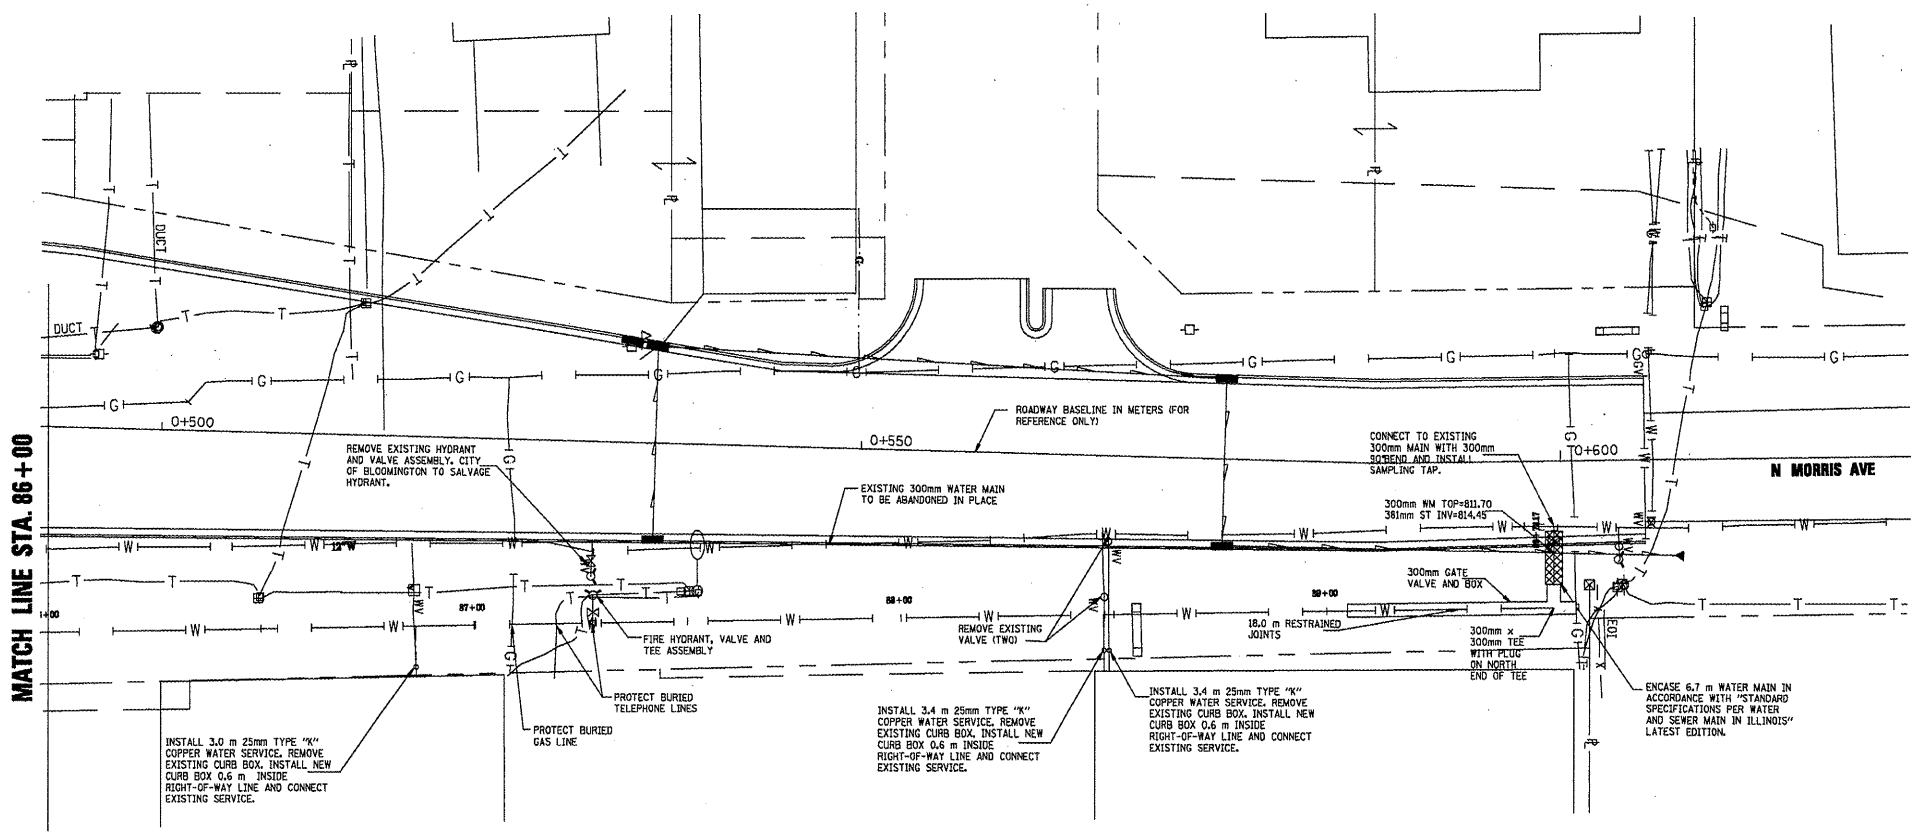 MATCH LINE STA. 86+00
DUCT
DUCT
0+500
0+550
0+600
N MORRIS AVE
ROADWAY BASELINE IN METERS (FOR
REFERENCE ONLY)
REMOVE EXISTING HYDRANT
AND VALVE ASSEMBLY. CITY
OF BLOOMINGTON TO SALVAGE
HYDRANT.
EXISTING 300mm WATER MAIN
TO BE ABANDONED IN PLACE
CONNECT TO EXISTING
300mm MAIN WITH 300mm
90°BEND AND INSTALL
SAMPLING TAP.
300mm WM TOP=811.70
381mm ST INV=814.45
12"W
300mm GATE
VALVE AND BOX
1+00
87+00
88+00
89+00
FIRE HYDRANT, VALVE AND
TEE ASSEMBLY
REMOVE EXISTING
VALVE (TWO)
18.0 m RESTRAINED
JOINTS
300mm x
300mm TEE
WITH PLUG
ON NORTH
END OF TEE
PROTECT BURIED
TELEPHONE LINES
PROTECT BURIED
GAS LINE
INSTALL 3.0 m 25mm TYPE "K"
COPPER WATER SERVICE. REMOVE
EXISTING CURB BOX. INSTALL NEW
CURB BOX 0.6 m INSIDE
RIGHT-OF-WAY LINE AND CONNECT
EXISTING SERVICE.
INSTALL 3.4 m 25mm TYPE "K"
COPPER WATER SERVICE. REMOVE
EXISTING CURB BOX. INSTALL NEW
CURB BOX 0.6 m INSIDE
RIGHT-OF-WAY LINE AND CONNECT
EXISTING SERVICE.
INSTALL 3.4 m 25mm TYPE "K"
COPPER WATER SERVICE. REMOVE
EXISTING CURB BOX. INSTALL NEW
CURB BOX 0.6 m INSIDE
RIGHT-OF-WAY LINE AND CONNECT
EXISTING SERVICE.
ENCASE 6.7 m WATER MAIN IN
ACCORDANCE WITH "STANDARD
SPECIFICATIONS PER WATER
AND SEWER MAIN IN ILLINOIS"
LATEST EDITION.